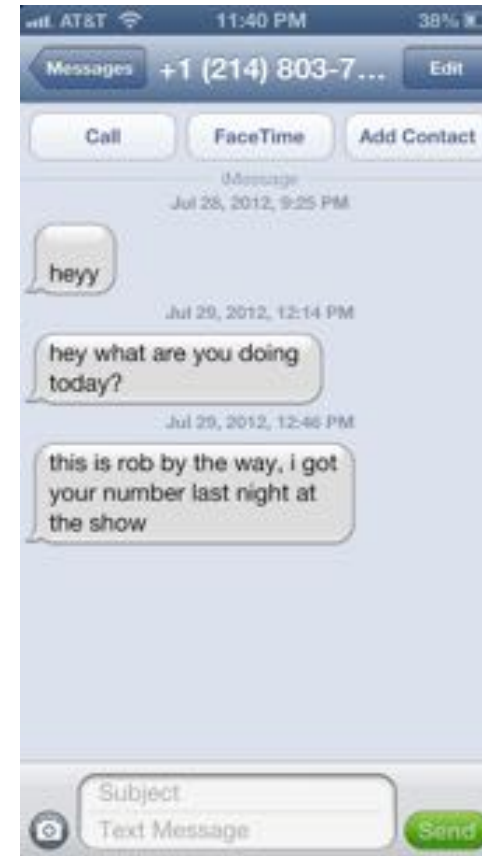 AT&T 11:40 PM 38%
Messages +1 (214) 803-7... Edit
Call FaceTime Add Contact
iMessage
Jul 28, 2012, 9:25 PM
heyy
Jul 29, 2012, 12:14 PM
hey what are you doing
today?
Jul 29, 2012, 12:46 PM
this is rob by the way, i got
your number last night at
the show
Subject
Text Message
Send